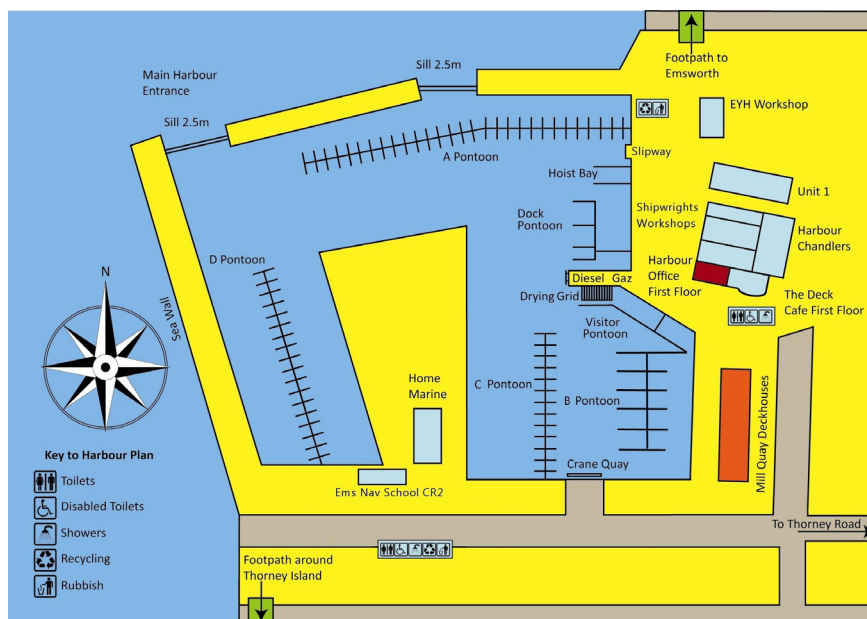 Footpath to
Emsworth
Sill 2.5m
Main Harbour
Entrance
EYH Workshop
Sill 2.5m
Slipway
A Pontoon
Hoist Bay
Unit 1
Dock
Pontoon
Shipwrights
Workshops
Harbour
Chandlers
D Pontoon
Harbour
Office
First Floor
Diesel Gaz
N
Drying Grid
The Deck
Cafe First Floor
Sea Wall
Visitor
Pontoon
Home
Marine
C Pontoon
B Pontoon
Mill Quay Deckhouses
Key to Harbour Plan
Crane Quay
Toilets
Ems Nav School CR2
Disabled Toilets
To Thorney Road
Showers
Recycling
Footpath around
Thorney Island
Rubbish